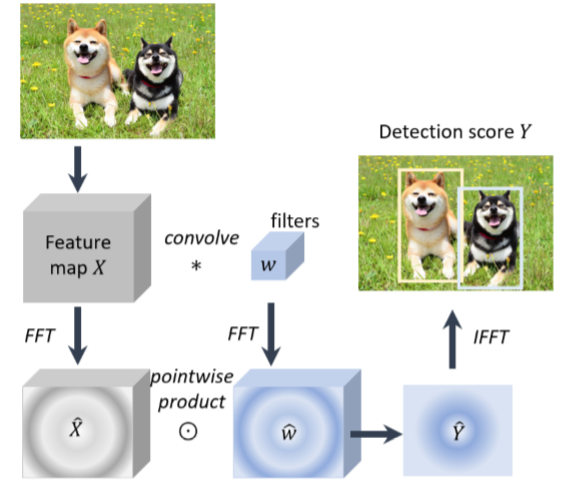 Detection score Y
Feature
map X
convolve
*
filters
w
FFT
FFT
IFFT
pointwise
product
⊙
X̂
ŵ
Ŷ